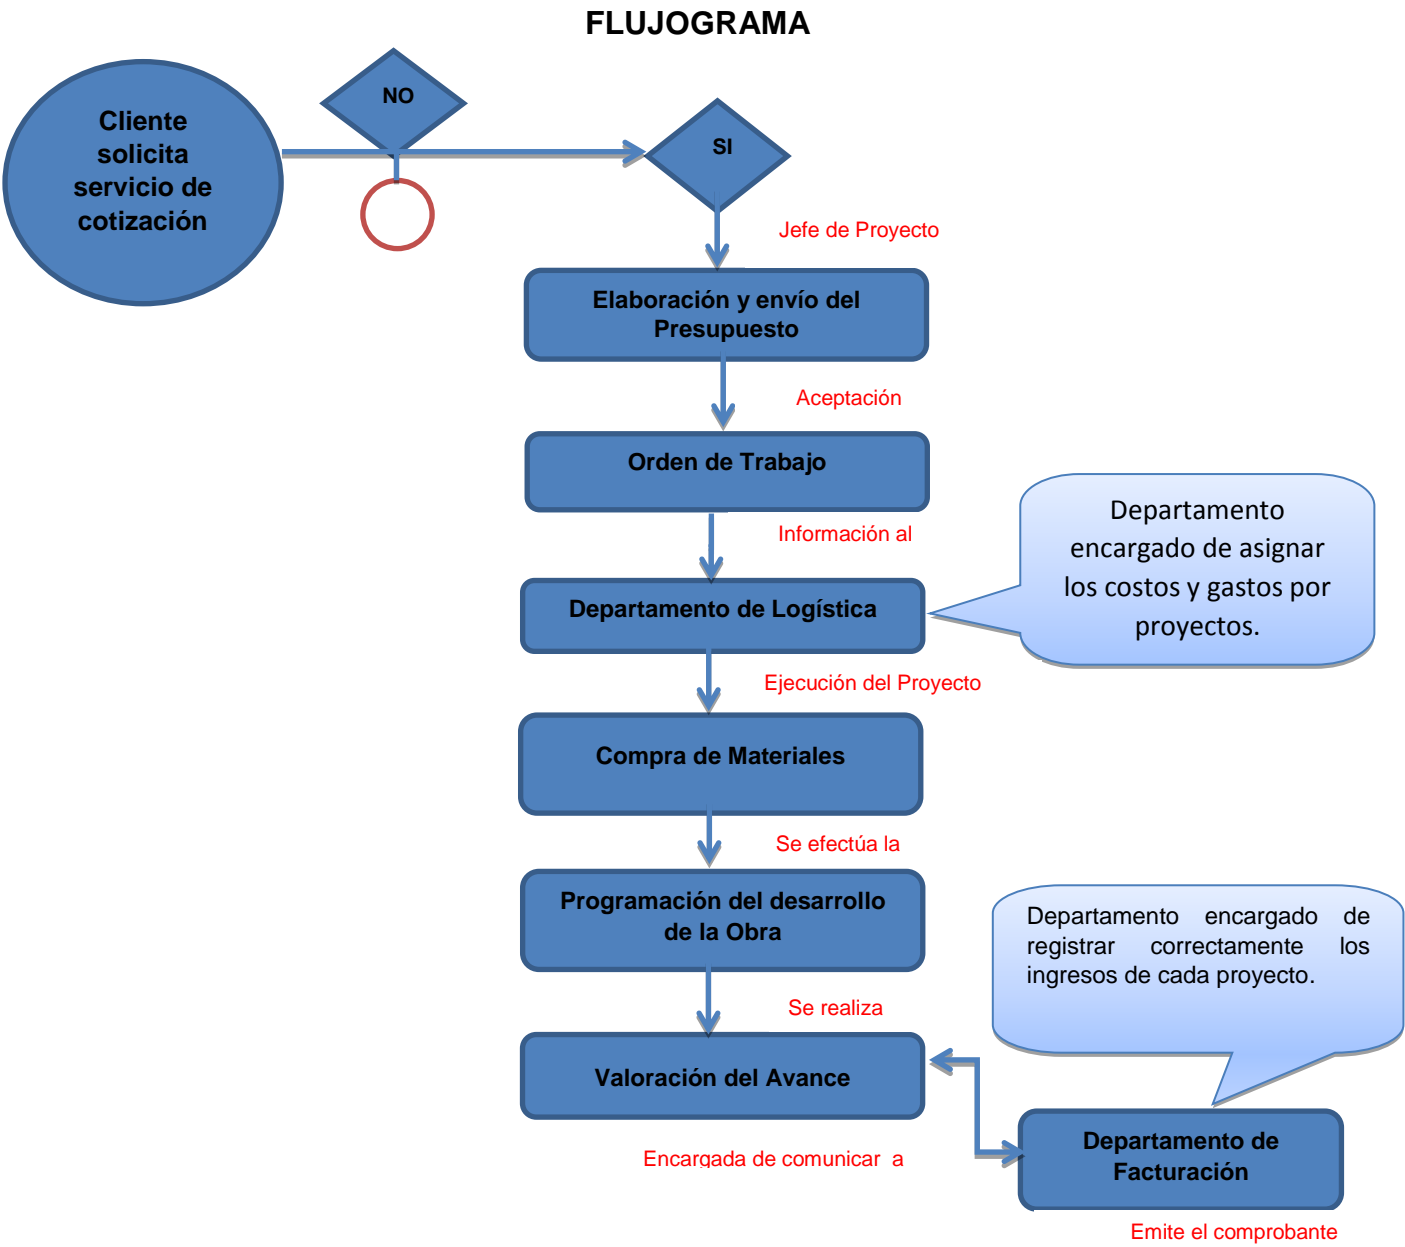 FLUJOGRAMA
NO
Cliente
solicita
servicio de
cotización
SI
Jefe de Proyecto
Elaboración y envío del
Presupuesto
Aceptación
Orden de Trabajo
Información al
Departamento
encargado de asignar
los costos y gastos por
proyectos.
Departamento de Logística
Ejecución del Proyecto
Compra de Materiales
Se efectúa la
Programación del desarrollo
de la Obra
Departamento encargado de
registrar correctamente los
ingresos de cada proyecto.
Se realiza
Valoración del Avance
Encargada de comunicar a
Departamento de
Facturación
Emite el comprobante